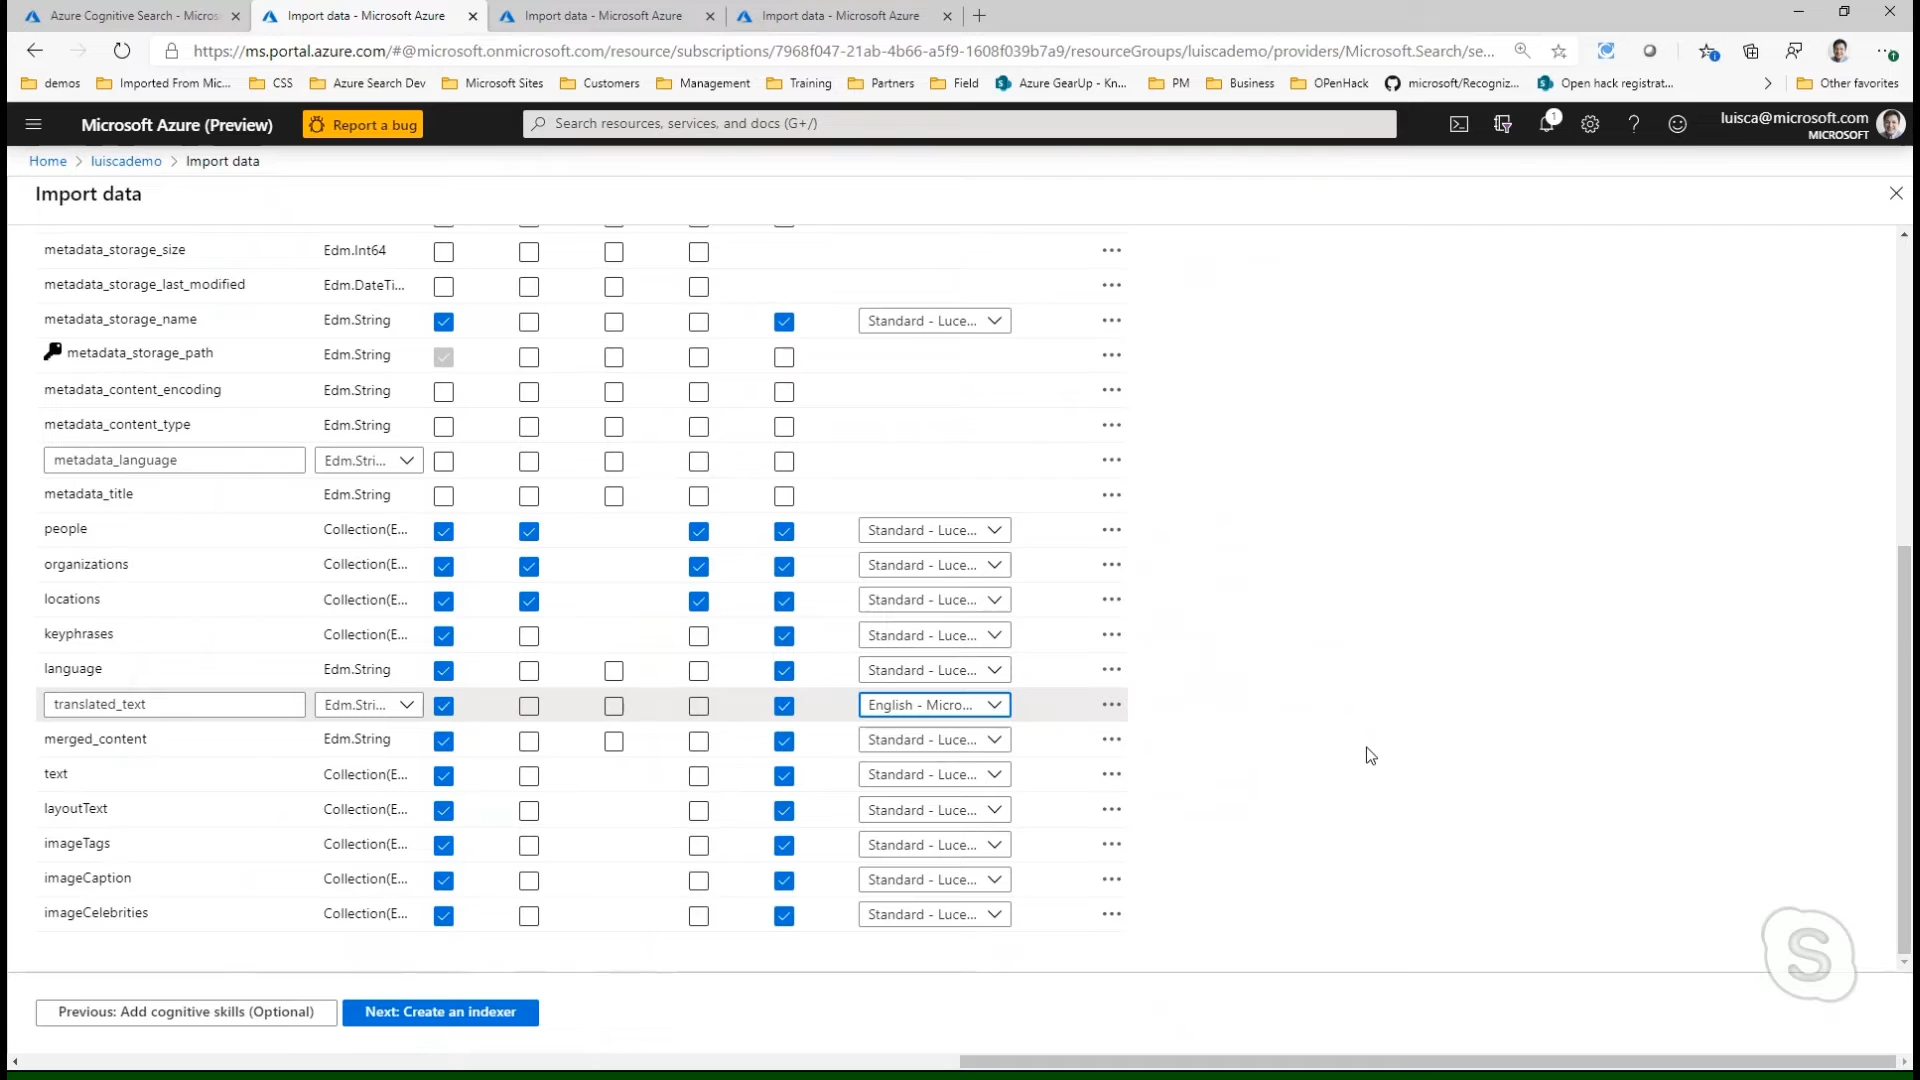 Azure Cognitive Search - Micros
Import data - Microsoft Azure
Import data - Microsoft Azure
Import data - Microsoft Azure
https://ms.portal.azure.com/#@microsoft.onmicrosoft.com/resource/subscriptions/7968f047-21ab-4b66-a5f9-1608f039b7a9/resourceGroups/luiscademo/providers/Microsoft.Search/se...
demos Imported From Mic... CSS Azure Search Dev Microsoft Sites Customers Management Training Partners Field Azure GearUp - Kn... PM Business OPenHack microsoft/Recogniz... Open hack registrat... Other favorites
Microsoft Azure (Preview) Report a bug Search resources, services, and docs (G+/) 1 luisca@microsoft.com
MICROSOFT
Home > luiscademo > Import data
Import data
metadata_storage_size Edm.Int64
metadata_storage_last_modified Edm.DateTi...
metadata_storage_name Edm.String Standard - Luce...
metadata_storage_path Edm.String
metadata_content_encoding Edm.String
metadata_content_type Edm.String
metadata_language Edm.Stri...
metadata_title Edm.String
people Collection(E... Standard - Luce...
organizations Collection(E... Standard - Luce...
locations Collection(E... Standard - Luce...
keyphrases Collection(E... Standard - Luce...
language Edm.String Standard - Luce...
translated_text Edm.Stri... English - Micro...
merged_content Edm.String Standard - Luce...
text Collection(E... Standard - Luce...
layoutText Collection(E... Standard - Luce...
imageTags Collection(E... Standard - Luce...
imageCaption Collection(E... Standard - Luce...
imageCelebrities Collection(E... Standard - Luce...
Previous: Add cognitive skills (Optional) Next: Create an indexer